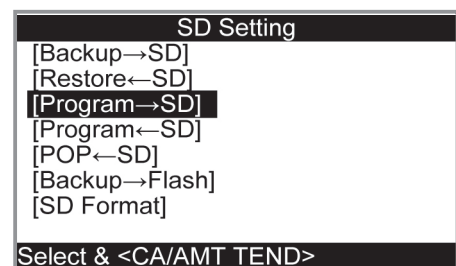 SD Setting
[Backup→SD]
[Restore←SD]
[Program→SD]
[Program←SD]
[POP←SD]
[Backup→Flash]
[SD Format]
Select & <CA/AMT TEND>